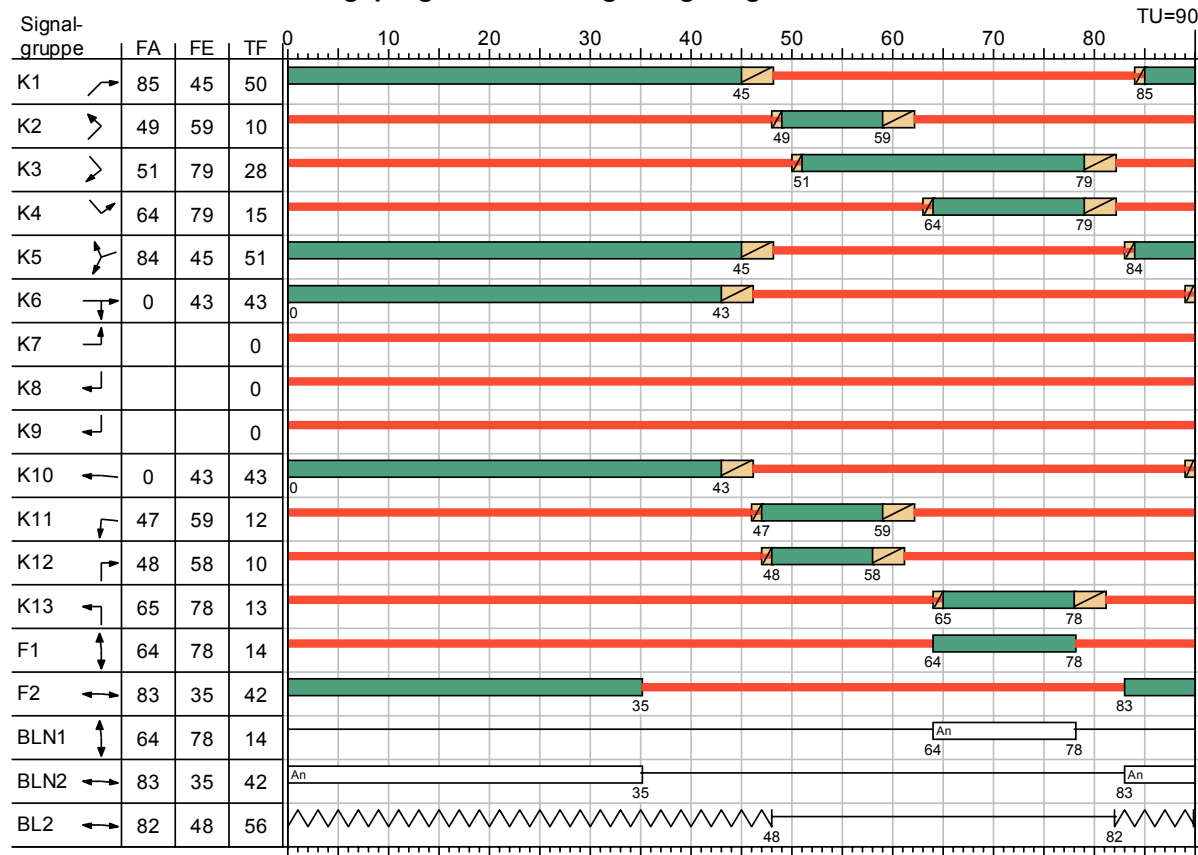 TU=90
Signal-
gruppe FA FE TF 0 10 20 30 40 50 60 70 80
K1 85 45 50
45 85
K2 49 59 10
49 59
K3 51 79 28
51 79
K4 64 79 15
64 79
K5 84 45 51
45 84
K6 0 43 43
0 43
K7 0
K8 0
K9 0
K10 0 43 43
0 43
K11 47 59 12
47 59
K12 48 58 10
48 58
K13 65 78 13
65 78
F1 64 78 14
64 78
F2 83 35 42
35 83
BLN1 64 78 14 An
64 78
BLN2 83 35 42 An An
35 83
BL2 82 48 56
48 82